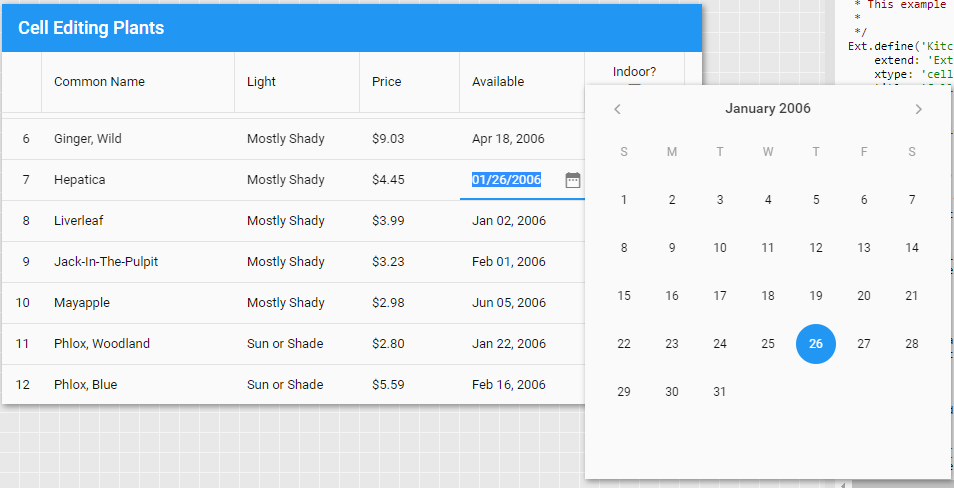 Cell Editing Plants
Common Name Light Price Available Indoor?
6 Ginger, Wild Mostly Shady $9.03 Apr 18, 2006
7 Hepatica Mostly Shady $4.45 01/26/2006
8 Liverleaf Mostly Shady $3.99 Jan 02, 2006
9 Jack-In-The-Pulpit Mostly Shady $3.23 Feb 01, 2006
10 Mayapple Mostly Shady $2.98 Jun 05, 2006
11 Phlox, Woodland Sun or Shade $2.80 Jan 22, 2006
12 Phlox, Blue Sun or Shade $5.59 Feb 16, 2006
January 2006
S M T W T F S
1 2 3 4 5 6 7
8 9 10 11 12 13 14
15 16 17 18 19 20 21
22 23 24 25 26 27 28
29 30 31
* This example
*
*/
Ext.define('Kitc
extend: 'Ext
xtype: 'cell